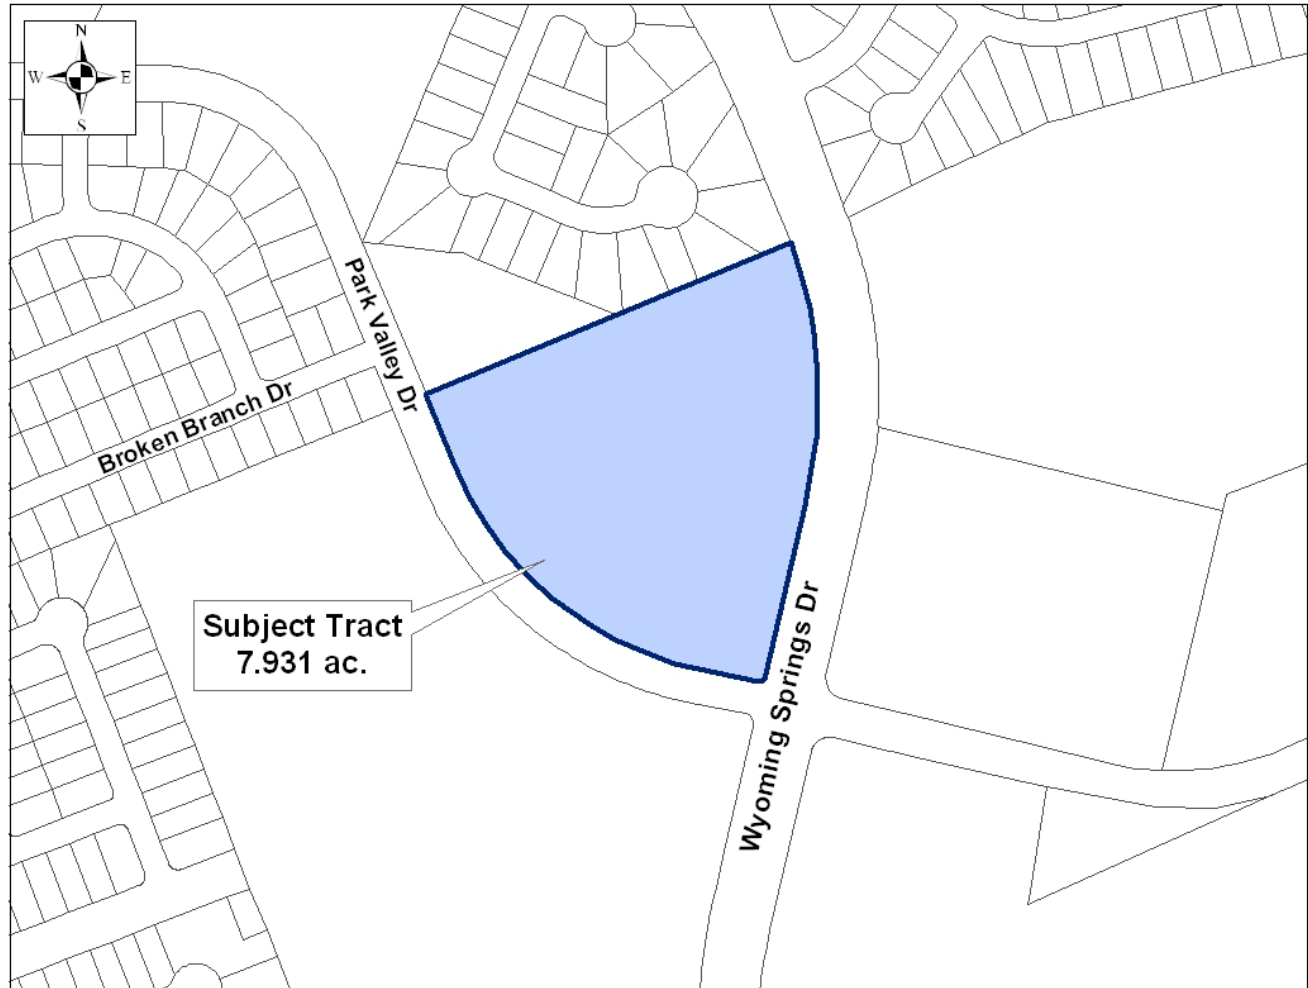 N
W E
S
Park Valley Dr
Broken Branch Dr
Subject Tract
7.931 ac.
Wyoming Springs Dr